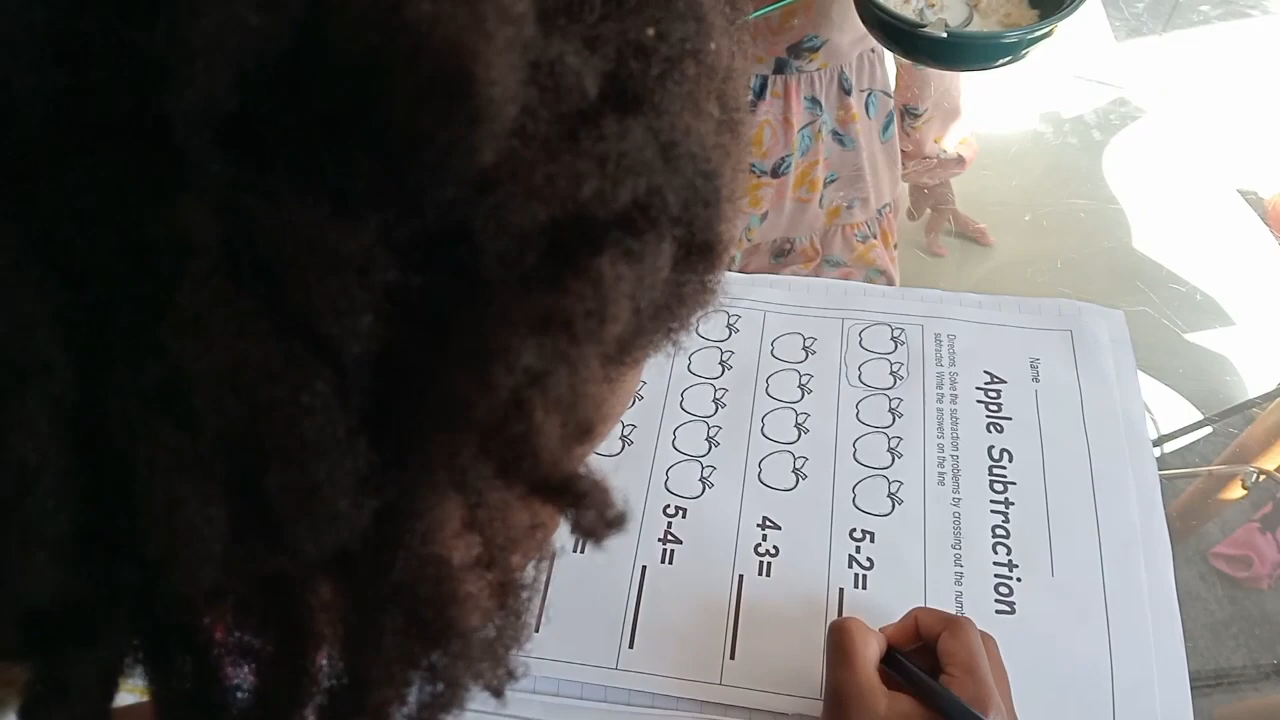 Name
Apple Subtraction
Directions: Solve the subtraction problems by crossing out the
subtracted. Write the answers on the line
5-2=
4-3=
5-4=
=